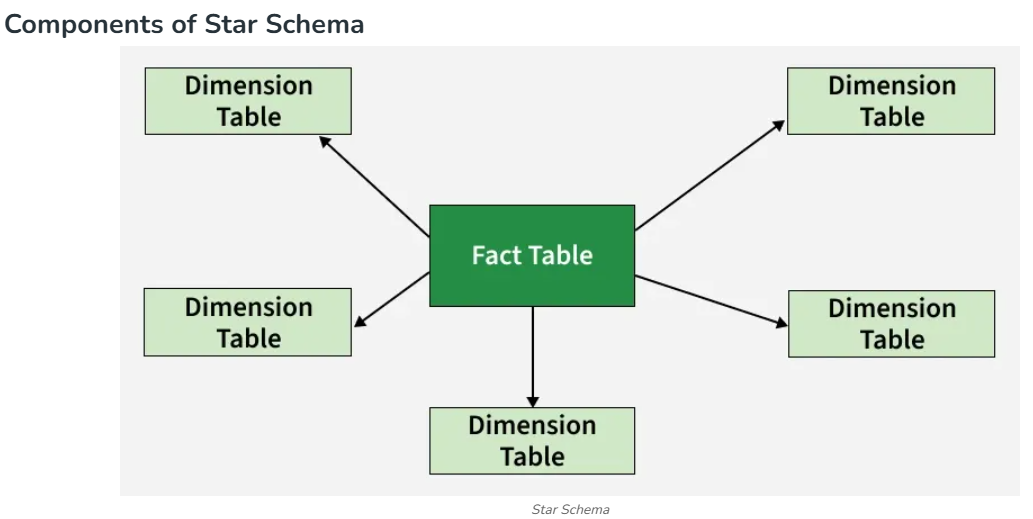 Components of Star Schema
Dimension
Table
Dimension
Table
Fact Table
Dimension
Table
Dimension
Table
Dimension
Table
Star Schema